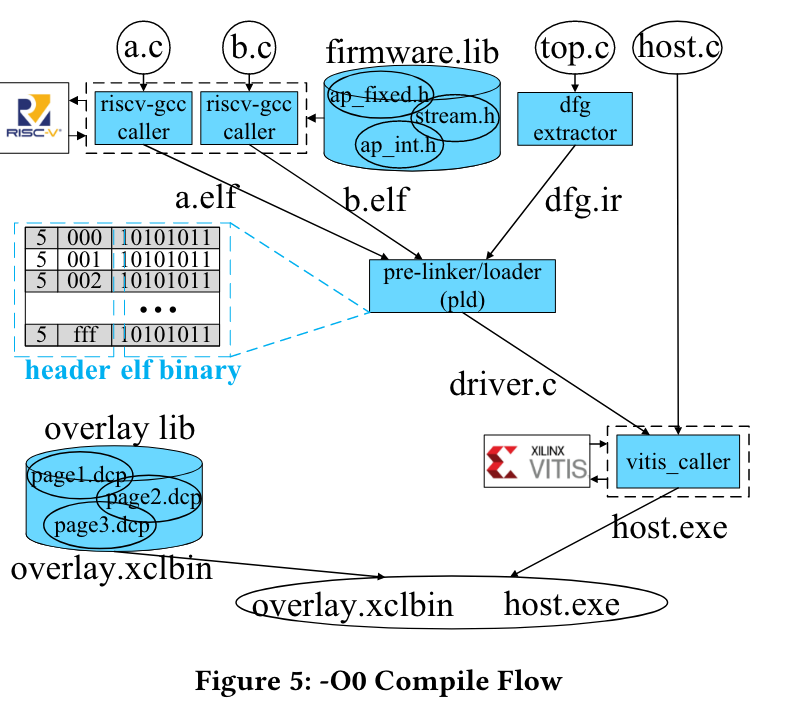 a.c
b.c
firmware.lib
top.c
host.c
RISC-V
riscv-gcc
caller
riscv-gcc
caller
ap_fixed.h
stream.h
ap_int.h
dfg
extractor
a.elf
b.elf
dfg.ir
5 000 10101011
5 001 10101011
5 002 10101011
•••
5 fff 10101011
header elf binary
pre-linker/loader
(pld)
driver.c
overlay lib
page1.dcp
page2.dcp
page3.dcp
XILINX
VITIS
vitis_caller
host.exe
overlay.xclbin
overlay.xclbin
host.exe
Figure 5: -O0 Compile Flow